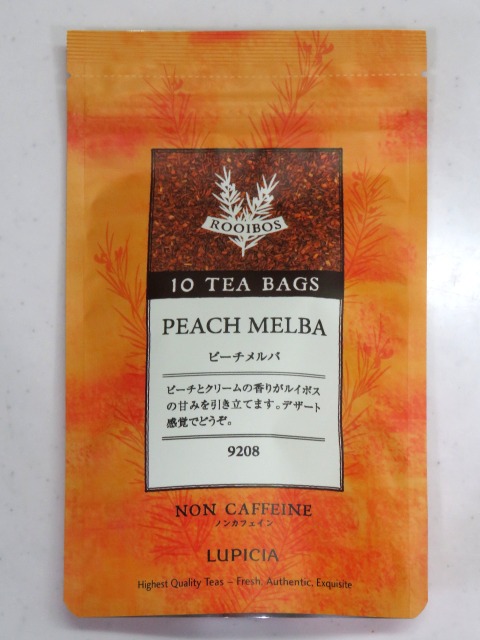 ROOIBOS
10 TEA BAGS
PEACH MELBA
ピーチメルバ
ピーチとクリームの香りがルイボス
の甘みを引き立てます。デザート
感覚でどうぞ。
9208
NON CAFFEINE
ノンカフェイン
LUPICIA
Highest Quality Teas – Fresh, Authentic, Exquisite